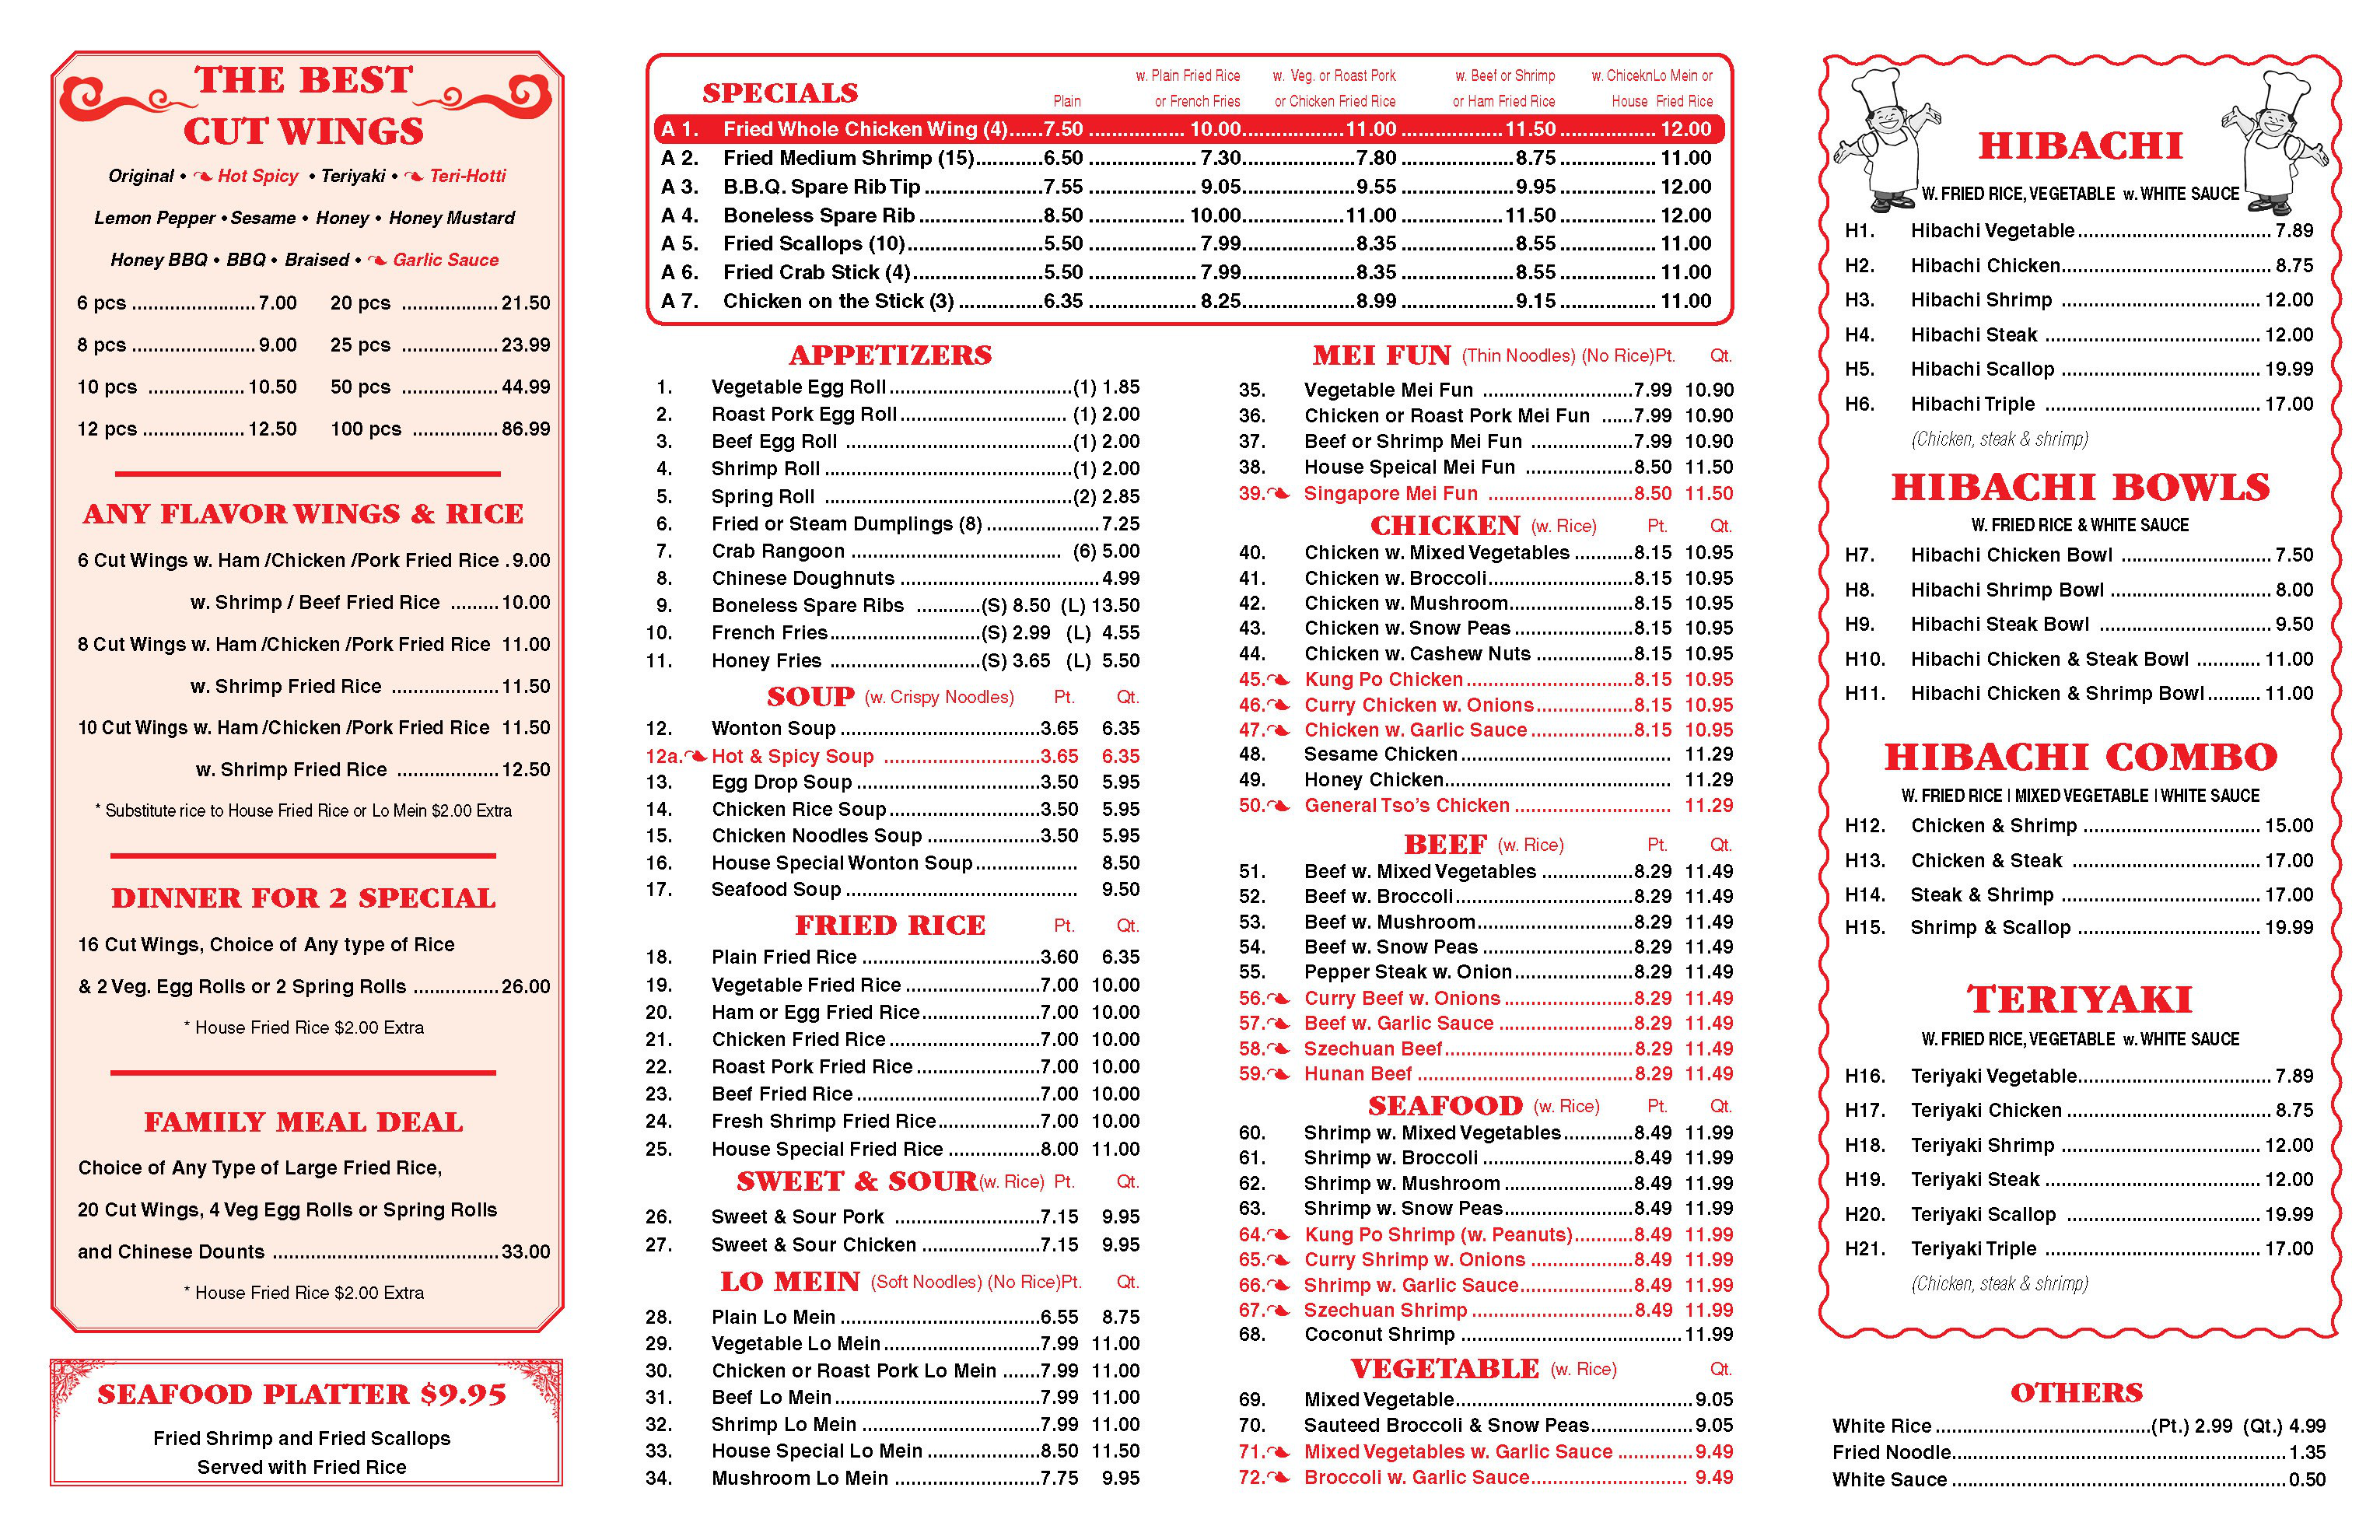 THE BEST
CUT WINGS
Original • Hot Spicy • Teriyaki • Teri-Hotti
Lemon Pepper • Sesame • Honey • Honey Mustard
Honey BBQ • BBQ • Braised • Garlic Sauce
6 pcs ....................... 7.00 20 pcs .................. 21.50
8 pcs ....................... 9.00 25 pcs .................. 23.99
10 pcs .................. 10.50 50 pcs .................... 44.99
12 pcs ................... 12.50 100 pcs ................ 86.99
ANY FLAVOR WINGS & RICE
6 Cut Wings w. Ham /Chicken /Pork Fried Rice . 9.00
w. Shrimp / Beef Fried Rice ......... 10.00
8 Cut Wings w. Ham /Chicken /Pork Fried Rice 11.00
w. Shrimp Fried Rice .................... 11.50
10 Cut Wings w. Ham /Chicken /Pork Fried Rice 11.50
w. Shrimp Fried Rice ................... 12.50
* Substitute rice to House Fried Rice or Lo Mein $2.00 Extra
DINNER FOR 2 SPECIAL
16 Cut Wings, Choice of Any type of Rice
& 2 Veg. Egg Rolls or 2 Spring Rolls ................ 26.00
* House Fried Rice $2.00 Extra
FAMILY MEAL DEAL
Choice of Any Type of Large Fried Rice,
20 Cut Wings, 4 Veg Egg Rolls or Spring Rolls
and Chinese Dounts .......................................... 33.00
* House Fried Rice $2.00 Extra
SEAFOOD PLATTER $9.95
Fried Shrimp and Fried Scallops
Served with Fried Rice
w. Plain Fried Rice w. Veg. or Roast Pork w. Beef or Shrimp w. ChiceknLo Mein or
SPECIALS Plain or French Fries or Chicken Fried Rice or Ham Fried Rice House Fried Rice
A 1. Fried Whole Chicken Wing (4)......7.50 .................. 10.00...................11.00 ...................11.50 .................. 12.00
A 2. Fried Medium Shrimp (15)............6.50 .................... 7.30.....................7.80 .....................8.75 .................. 11.00
A 3. B.B.Q. Spare Rib Tip ......................7.55 .................... 9.05.....................9.55 .....................9.95 .................. 12.00
A 4. Boneless Spare Rib .......................8.50 .................. 10.00...................11.00 ...................11.50 .................. 12.00
A 5. Fried Scallops (10).........................5.50 .................... 7.99.....................8.35 .....................8.55 .................. 11.00
A 6. Fried Crab Stick (4)........................5.50 .................... 7.99.....................8.35 .....................8.55 .................. 11.00
A 7. Chicken on the Stick (3) ...............6.35 .................... 8.25.....................8.99 .....................9.15 .................. 11.00
APPETIZERS
1. Vegetable Egg Roll..................................(1) 1.85
2. Roast Pork Egg Roll............................... (1) 2.00
3. Beef Egg Roll ..........................................(1) 2.00
4. Shrimp Roll ..............................................(1) 2.00
5. Spring Roll ..............................................(2) 2.85
6. Fried or Steam Dumplings (8) ..................... 7.25
7. Crab Rangoon ....................................... (6) 5.00
8. Chinese Doughnuts ..................................... 4.99
9. Boneless Spare Ribs ............(S) 8.50 (L) 13.50
10. French Fries............................(S) 2.99 (L) 4.55
11. Honey Fries ............................(S) 3.65 (L) 5.50
SOUP (w. Crispy Noodles) Pt. Qt.
12. Wonton Soup .....................................3.65 6.35
12a. Hot & Spicy Soup .............................3.65 6.35
13. Egg Drop Soup ..................................3.50 5.95
14. Chicken Rice Soup............................3.50 5.95
15. Chicken Noodles Soup .....................3.50 5.95
16. House Special Wonton Soup................... 8.50
17. Seafood Soup ........................................... 9.50
FRIED RICE Pt. Qt.
18. Plain Fried Rice .................................3.60 6.35
19. Vegetable Fried Rice .........................7.00 10.00
20. Ham or Egg Fried Rice......................7.00 10.00
21. Chicken Fried Rice ............................7.00 10.00
22. Roast Pork Fried Rice .......................7.00 10.00
23. Beef Fried Rice ..................................7.00 10.00
24. Fresh Shrimp Fried Rice...................7.00 10.00
25. House Special Fried Rice .................8.00 11.00
SWEET & SOUR(w. Rice) Pt. Qt.
26. Sweet & Sour Pork ...........................7.15 9.95
27. Sweet & Sour Chicken ......................7.15 9.95
LO MEIN (Soft Noodles) (No Rice)Pt. Qt.
28. Plain Lo Mein .....................................6.55 8.75
29. Vegetable Lo Mein.............................7.99 11.00
30. Chicken or Roast Pork Lo Mein .......7.99 11.00
31. Beef Lo Mein......................................7.99 11.00
32. Shrimp Lo Mein .................................7.99 11.00
33. House Special Lo Mein .....................8.50 11.50
34. Mushroom Lo Mein ...........................7.75 9.95
MEI FUN (Thin Noodles) (No Rice)Pt. Qt.
35. Vegetable Mei Fun ............................7.99 10.90
36. Chicken or Roast Pork Mei Fun ......7.99 10.90
37. Beef or Shrimp Mei Fun ...................7.99 10.90
38. House Speical Mei Fun ....................8.50 11.50
39. Singapore Mei Fun ...........................8.50 11.50
CHICKEN (w. Rice) Pt. Qt.
40. Chicken w. Mixed Vegetables ...........8.15 10.95
41. Chicken w. Broccoli...........................8.15 10.95
42. Chicken w. Mushroom.......................8.15 10.95
43. Chicken w. Snow Peas ......................8.15 10.95
44. Chicken w. Cashew Nuts ..................8.15 10.95
45. Kung Po Chicken ...............................8.15 10.95
46. Curry Chicken w. Onions..................8.15 10.95
47. Chicken w. Garlic Sauce ...................8.15 10.95
48. Sesame Chicken ....................................... 11.29
49. Honey Chicken.......................................... 11.29
50. General Tso's Chicken ............................. 11.29
BEEF (w. Rice) Pt. Qt.
51. Beef w. Mixed Vegetables .................8.29 11.49
52. Beef w. Broccoli.................................8.29 11.49
53. Beef w. Mushroom.............................8.29 11.49
54. Beef w. Snow Peas ............................8.29 11.49
55. Pepper Steak w. Onion......................8.29 11.49
56. Curry Beef w. Onions ........................8.29 11.49
57. Beef w. Garlic Sauce .........................8.29 11.49
58. Szechuan Beef...................................8.29 11.49
59. Hunan Beef ........................................8.29 11.49
SEAFOOD (w. Rice) Pt. Qt.
60. Shrimp w. Mixed Vegetables.............8.49 11.99
61. Shrimp w. Broccoli ............................8.49 11.99
62. Shrimp w. Mushroom ........................8.49 11.99
63. Shrimp w. Snow Peas........................8.49 11.99
64. Kung Po Shrimp (w. Peanuts)...........8.49 11.99
65. Curry Shrimp w. Onions ...................8.49 11.99
66. Shrimp w. Garlic Sauce.....................8.49 11.99
67. Szechuan Shrimp ..............................8.49 11.99
68. Coconut Shrimp .........................................11.99
VEGETABLE (w. Rice) Qt.
69. Mixed Vegetable............................................ 9.05
70. Sauteed Broccoli & Snow Peas................... 9.05
71. Mixed Vegetables w. Garlic Sauce .............. 9.49
72. Broccoli w. Garlic Sauce............................. 9.49
HIBACHI
W. FRIED RICE, VEGETABLE w. WHITE SAUCE
H1. Hibachi Vegetable .................................... 7.89
H2. Hibachi Chicken....................................... 8.75
H3. Hibachi Shrimp ..................................... 12.00
H4. Hibachi Steak ........................................ 12.00
H5. Hibachi Scallop ..................................... 19.99
H6. Hibachi Triple ........................................ 17.00
(Chicken, steak & shrimp)
HIBACHI BOWLS
W. FRIED RICE & WHITE SAUCE
H7. Hibachi Chicken Bowl ............................ 7.50
H8. Hibachi Shrimp Bowl .............................. 8.00
H9. Hibachi Steak Bowl ................................ 9.50
H10. Hibachi Chicken & Steak Bowl ............ 11.00
H11. Hibachi Chicken & Shrimp Bowl.......... 11.00
HIBACHI COMBO
W. FRIED RICE | MIXED VEGETABLE | WHITE SAUCE
H12. Chicken & Shrimp ................................. 15.00
H13. Chicken & Steak ................................... 17.00
H14. Steak & Shrimp ..................................... 17.00
H15. Shrimp & Scallop .................................. 19.99
TERIYAKI
W. FRIED RICE, VEGETABLE w. WHITE SAUCE
H16. Teriyaki Vegetable.................................... 7.89
H17. Teriyaki Chicken ...................................... 8.75
H18. Teriyaki Shrimp ..................................... 12.00
H19. Teriyaki Steak ........................................ 12.00
H20. Teriyaki Scallop .................................... 19.99
H21. Teriyaki Triple ........................................ 17.00
(Chicken, steak & shrimp)
OTHERS
White Rice ........................................(Pt.) 2.99 (Qt.) 4.99
Fried Noodle.............................................................. 1.35
White Sauce .............................................................. 0.50